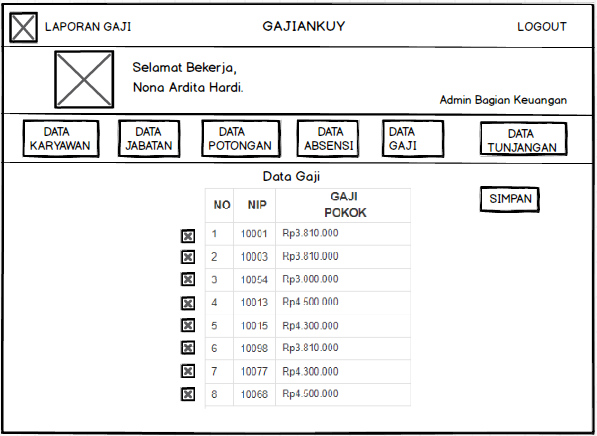 LAPORAN GAJI
GAJIANKUY
LOGOUT
Selamat Bekerja,
Nona Ardita Hardi.
Admin Bagian Keuangan
DATA KARYAWAN
DATA JABATAN
DATA POTONGAN
DATA ABSENSI
DATA GAJI
DATA TUNJANGAN
Data Gaji
SIMPAN
NO NIP GAJI POKOK
1 10001 Rp3.810.000
2 10003 Rp3.810.000
3 10054 Rp3.000.000
4 10013 Rp4.500.000
5 10015 Rp4.300.000
6 10098 Rp3.810.000
7 10077 Rp4.300.000
8 10068 Rp4.500.000